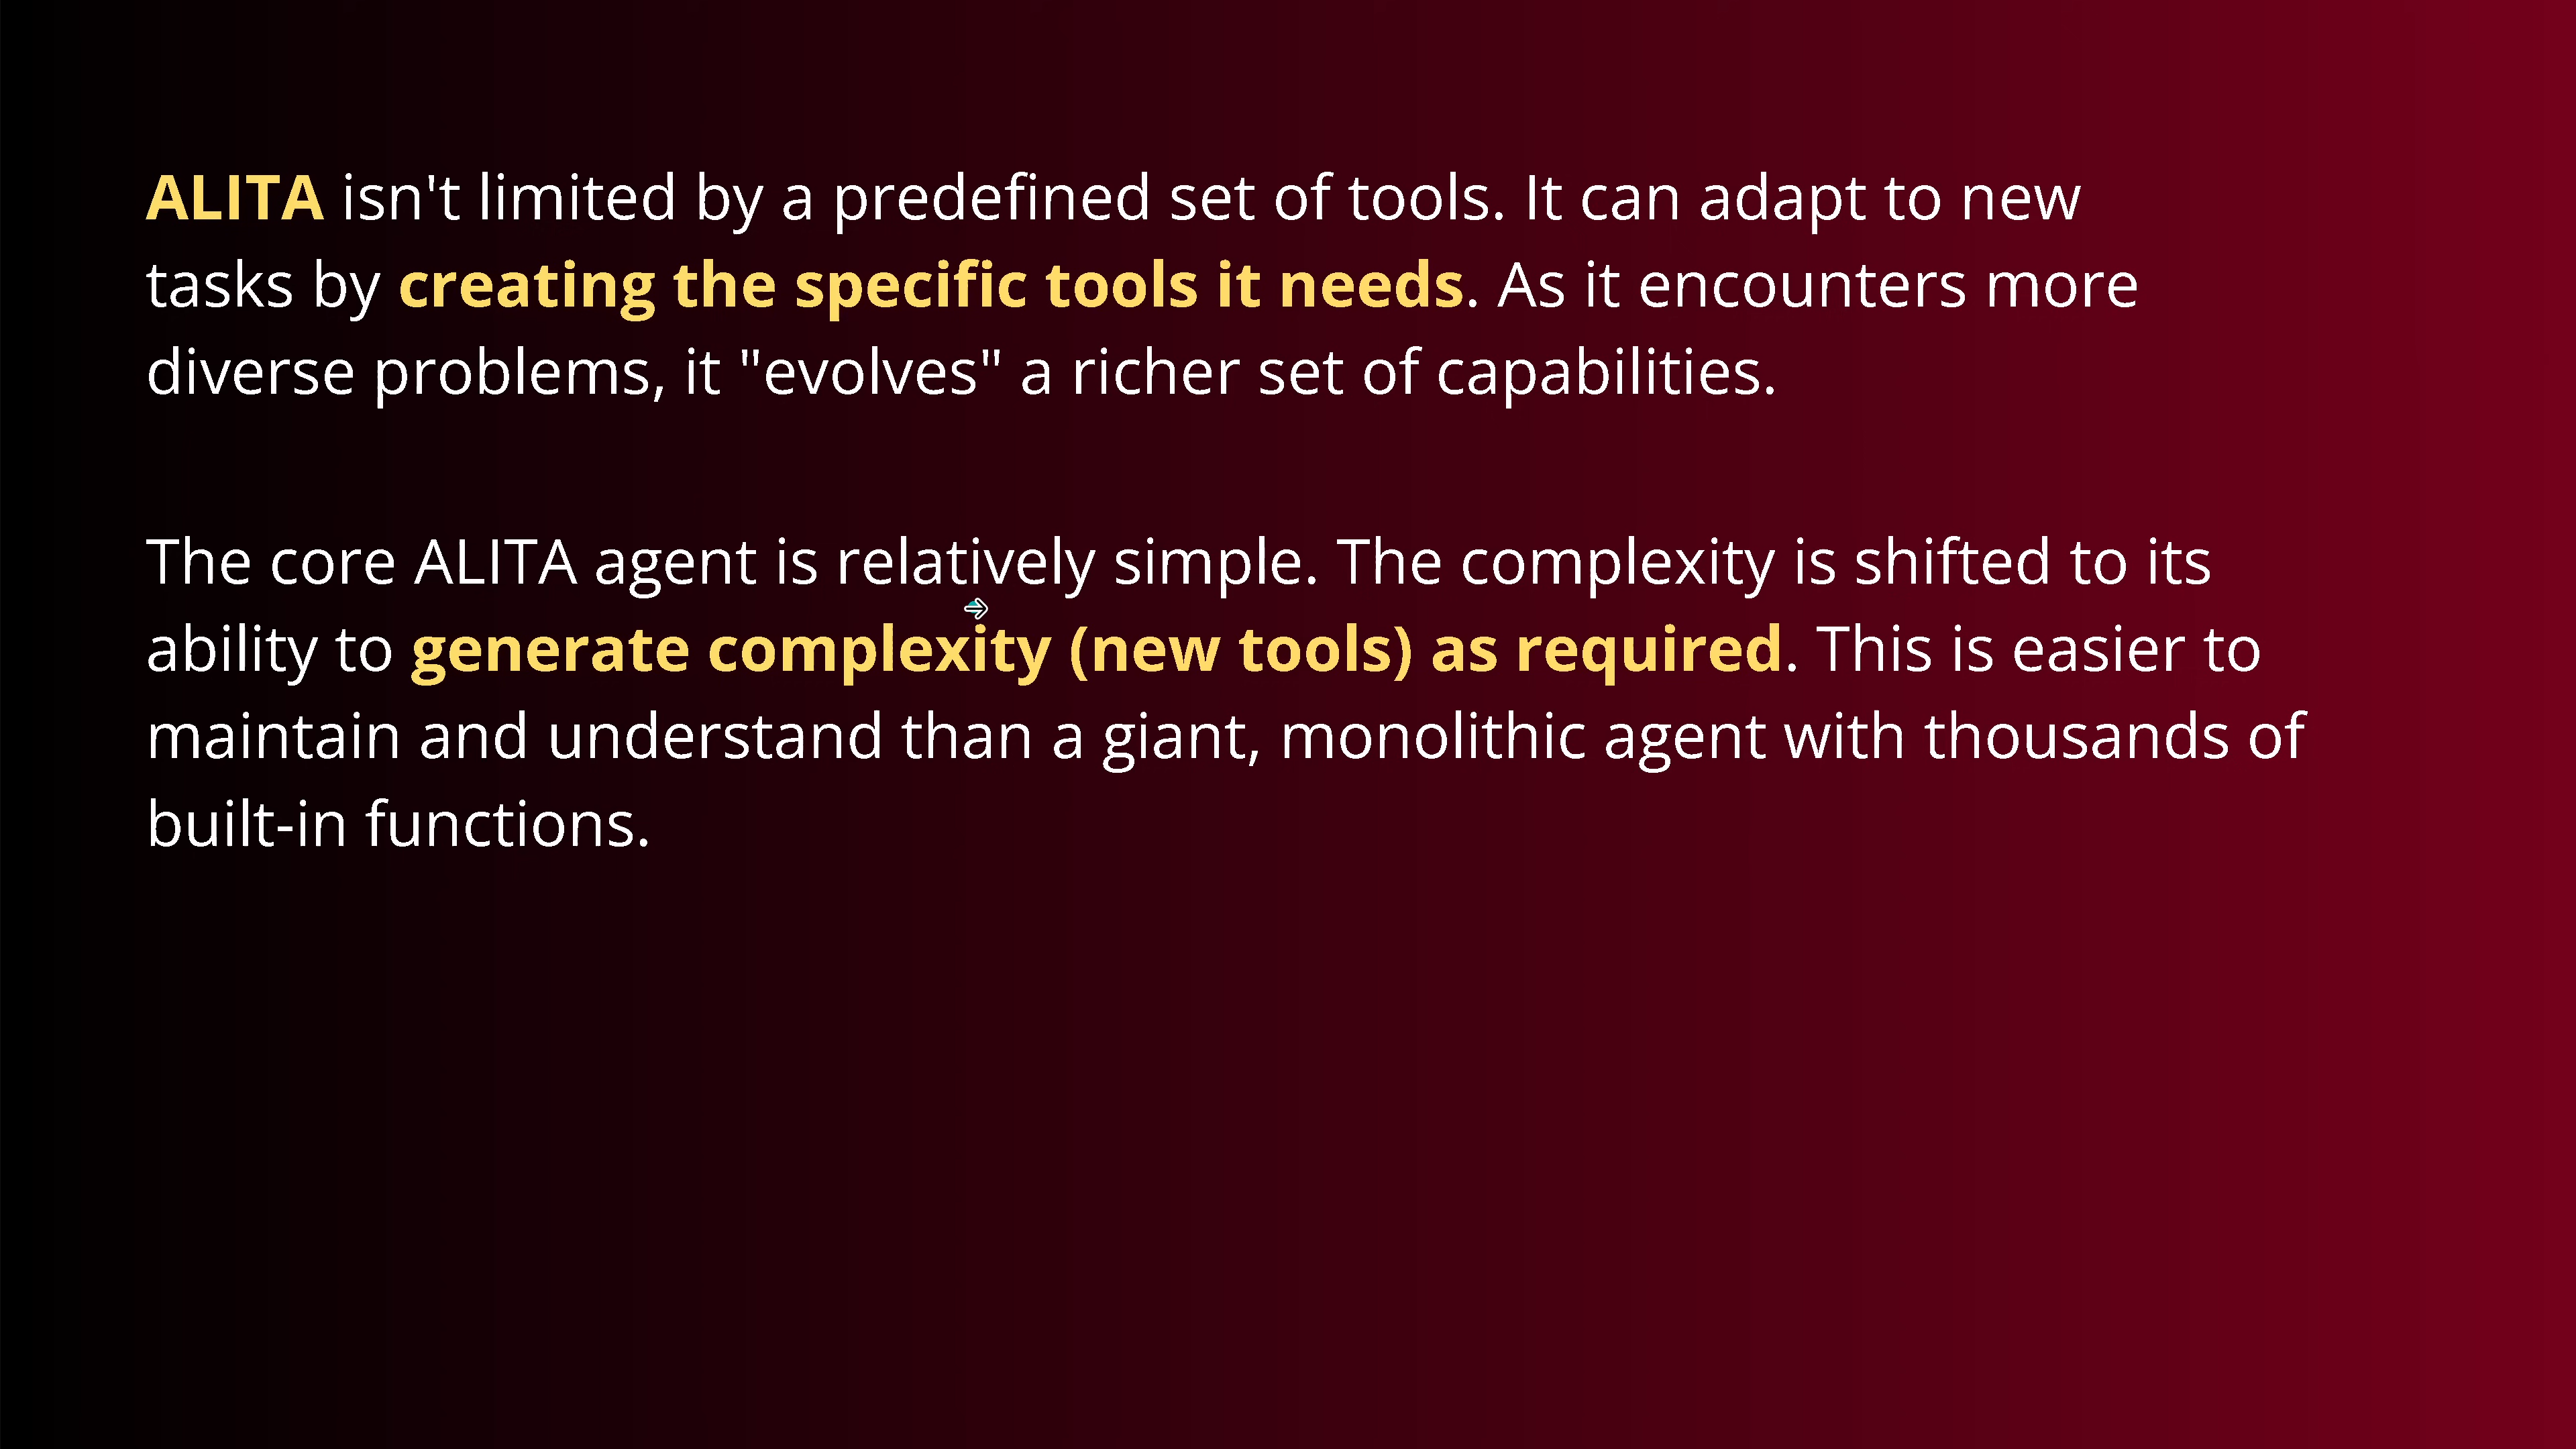 ALITA isn't limited by a predefined set of tools. It can adapt to new
tasks by creating the specific tools it needs. As it encounters more
diverse problems, it "evolves" a richer set of capabilities.
The core ALITA agent is relatively simple. The complexity is shifted to its
ability to generate complexity (new tools) as required. This is easier to
maintain and understand than a giant, monolithic agent with thousands of
built-in functions.